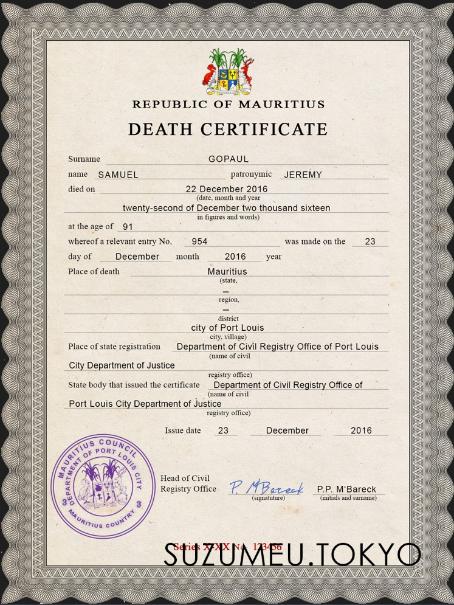 REPUBLIC OF MAURITIUS
DEATH CERTIFICATE
Surname GOPAUL
name SAMUEL patronymic JEREMY
died on 22 December 2016
(date, month and year
twenty-second of December two thousand sixteen
in figures and words)
at the age of 91
whereof a relevant entry No. 954 was made on the 23
day of December month 2016 year
Place of death Mauritius
(state,
–
region,
–
district
city of Port Louis
city, village)
Place of state registration Department of Civil Registry Office of Port Louis
(name of civil
City Department of Justice
registry office)
State body that issued the certificate Department of Civil Registry Office of
(name of civil
Port Louis City Department of Justice
registry office)
Issue date 23 December 2016
MAURITIUS COUNCIL
DEPARTMENT OF PORT LOUIS CITY
MAURITIUS COUNTRY
Head of Civil
Registry Office P. M'Bareck P.P. M'Bareck
(signature) (initials and surname)
Series X-XX No. 123456
SUZUMEU.TOKYO